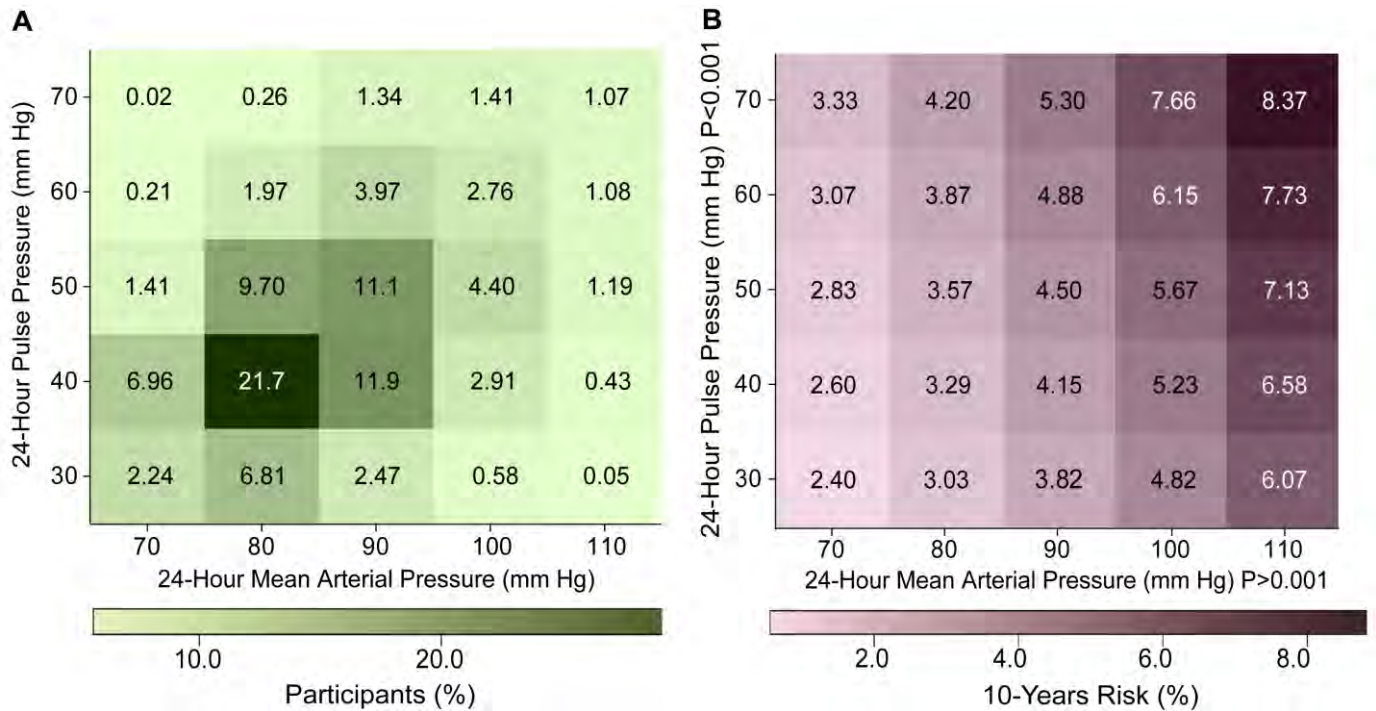 A
24-Hour Pulse Pressure (mm Hg)
70 0.02 0.26 1.34 1.41 1.07
60 0.21 1.97 3.97 2.76 1.08
50 1.41 9.70 11.1 4.40 1.19
40 6.96 21.7 11.9 2.91 0.43
30 2.24 6.81 2.47 0.58 0.05
70 80 90 100 110
24-Hour Mean Arterial Pressure (mm Hg)
10.0 20.0
Participants (%)
B
24-Hour Pulse Pressure (mm Hg) P<0.001
70 3.33 4.20 5.30 7.66 8.37
60 3.07 3.87 4.88 6.15 7.73
50 2.83 3.57 4.50 5.67 7.13
40 2.60 3.29 4.15 5.23 6.58
30 2.40 3.03 3.82 4.82 6.07
70 80 90 100 110
24-Hour Mean Arterial Pressure (mm Hg) P>0.001
2.0 4.0 6.0 8.0
10-Years Risk (%)